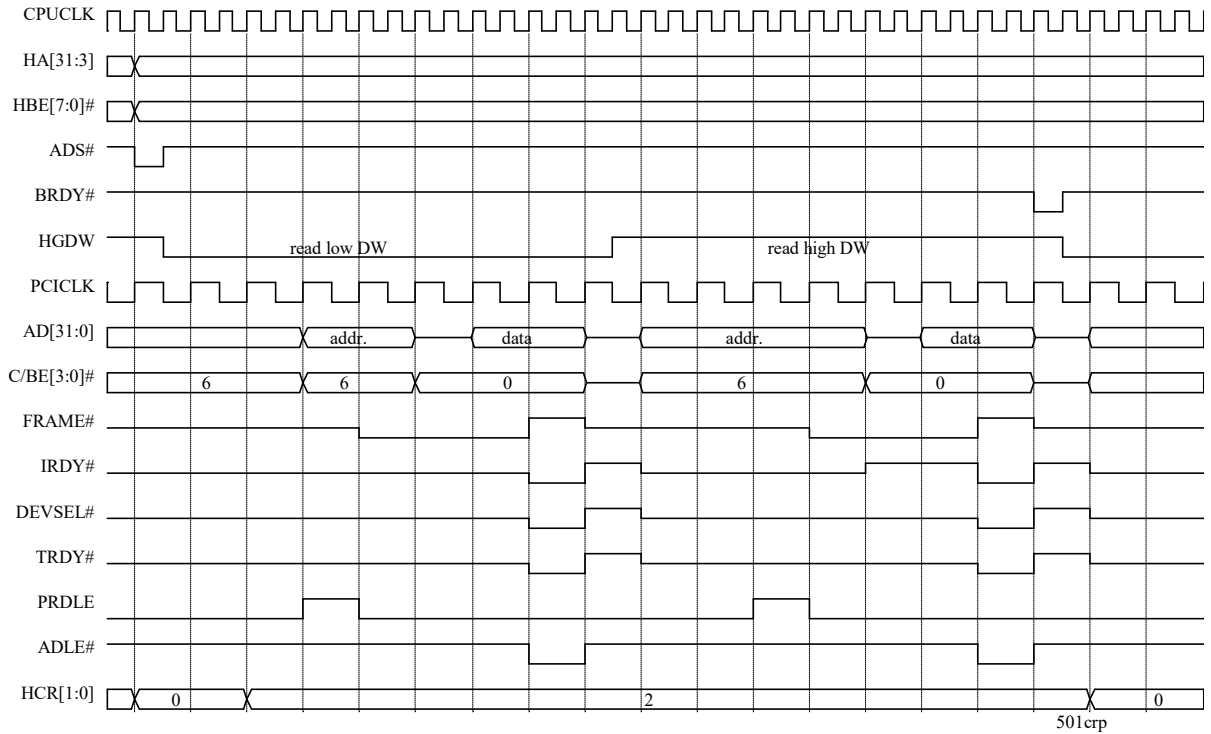 CPUCLK
HA[31:3]
HBE[7:0]#
ADS#
BRDY#
HGDW read low DW read high DW
PCICLK
AD[31:0] addr. data addr. data
C/BE[3:0]# 6 6 0 6 0
FRAME#
IRDY#
DEVSEL#
TRDY#
PRDLE
ADLE#
HCR[1:0] 0 2 0
501crp